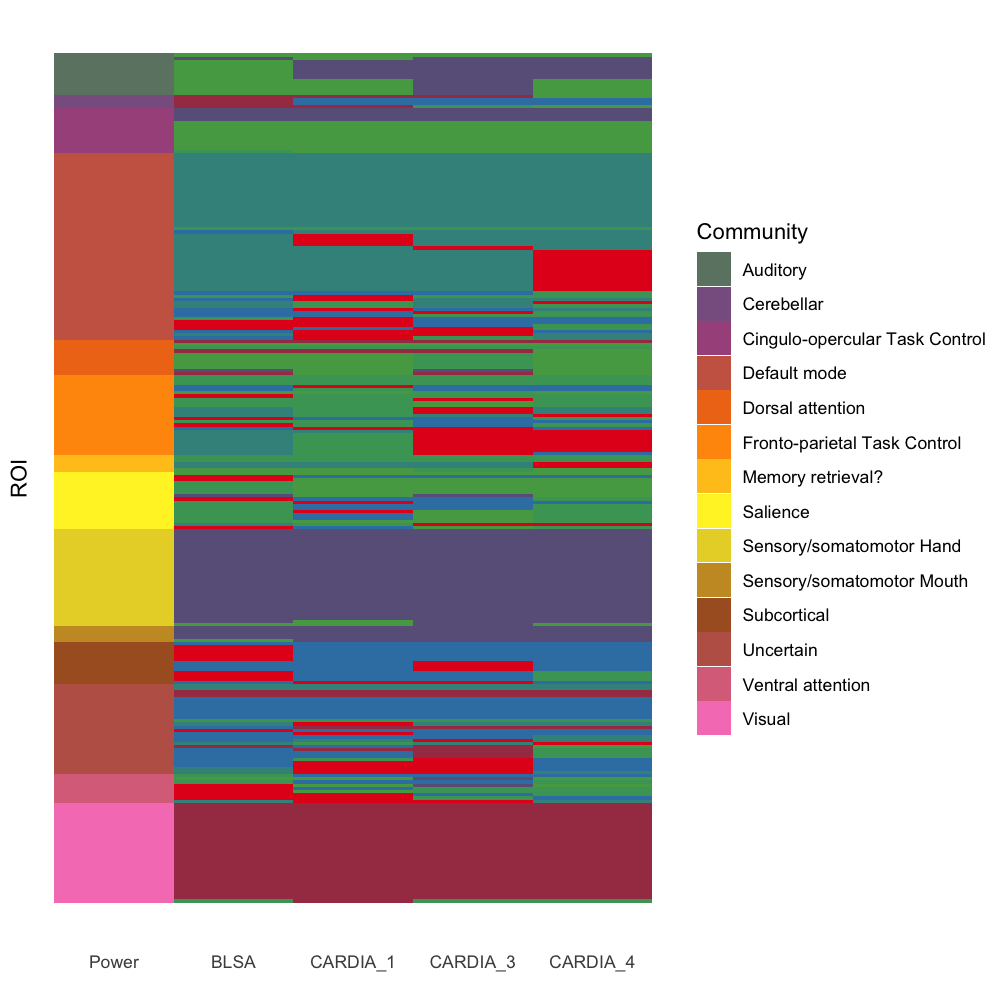 Community
Auditory
Cerebellar
Cingulo-opercular Task Control
Default mode
Dorsal attention
Fronto-parietal Task Control
Memory retrieval?
Salience
Sensory/somatomotor Hand
Sensory/somatomotor Mouth
Subcortical
Uncertain
Ventral attention
Visual
ROI
Power BLSA CARDIA_1 CARDIA_3 CARDIA_4